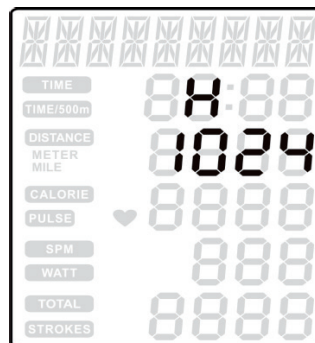 TIME
H
TIME/500m
DISTANCE
1024
METER
MILE
CALORIE
PULSE
SPM
WATT
TOTAL
STROKES